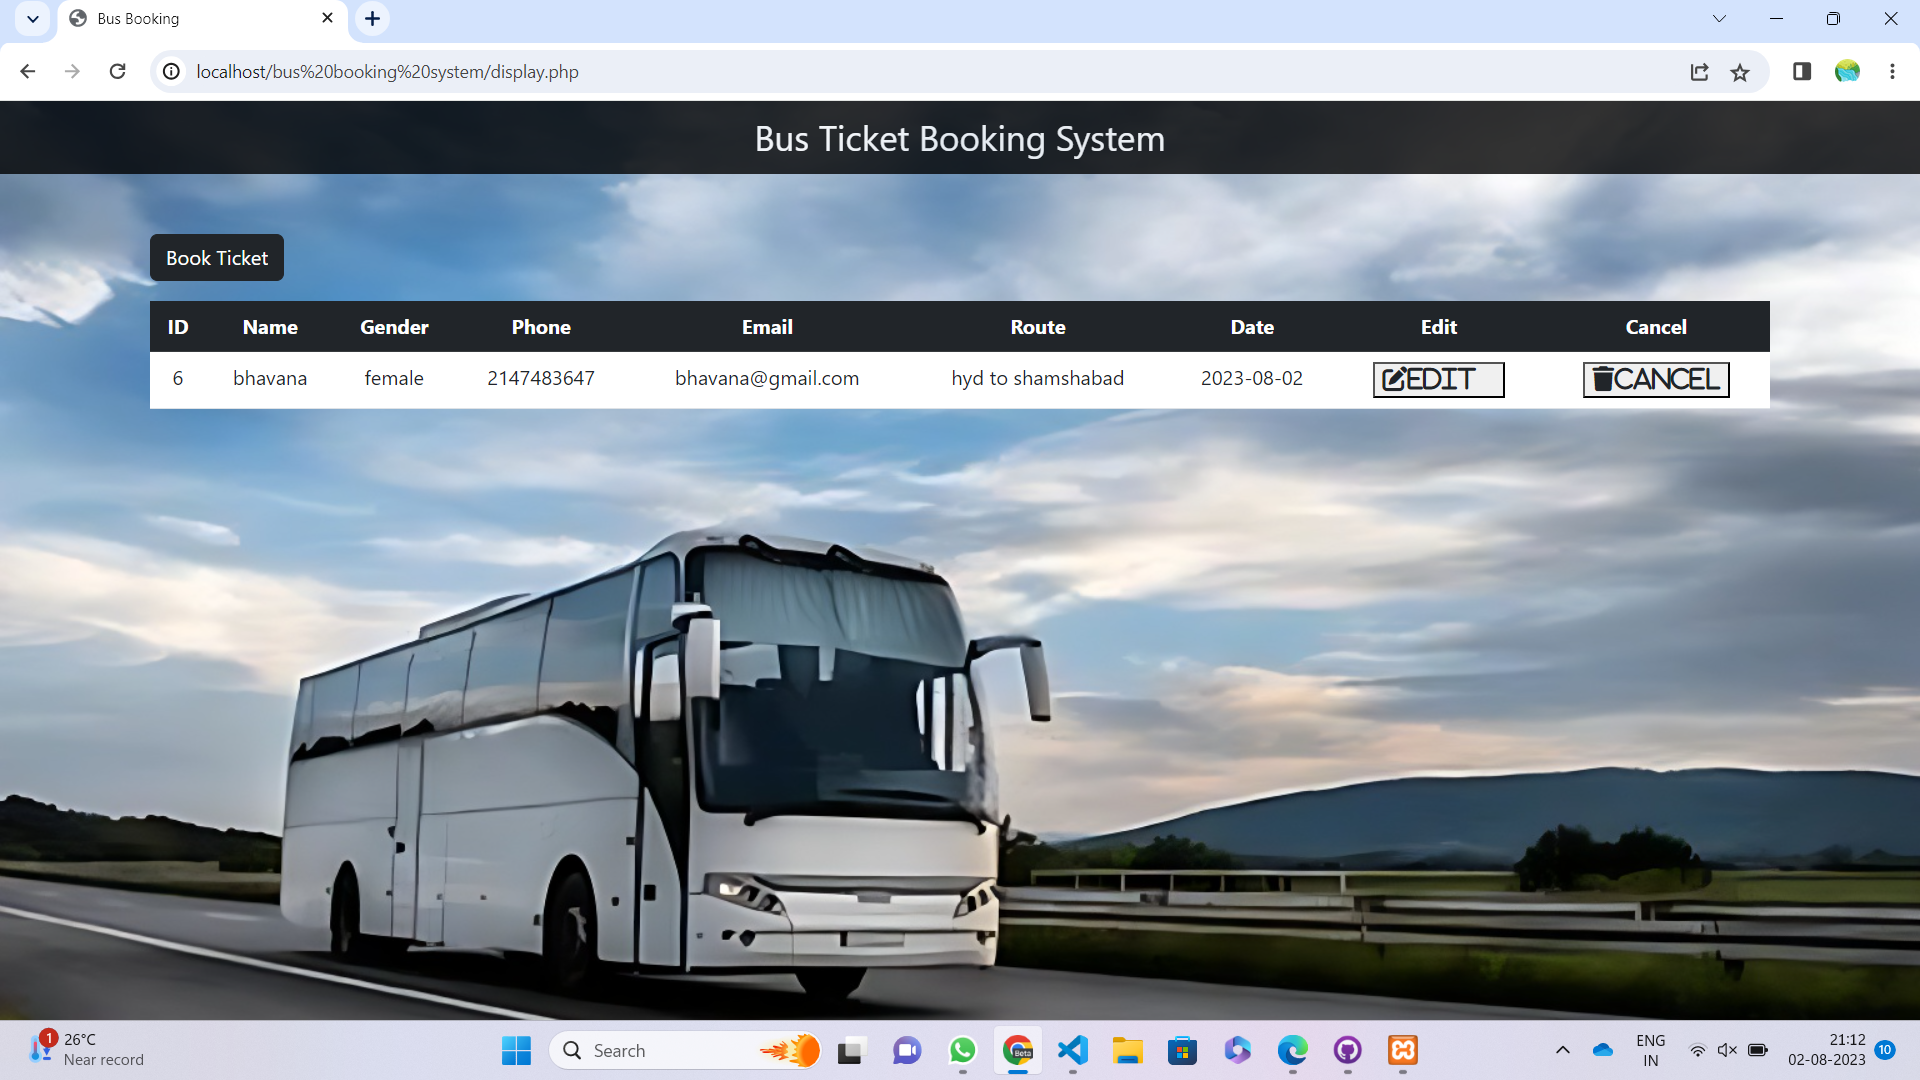 Bus Booking
localhost/bus%20booking%20system/display.php
Bus Ticket Booking System
Book Ticket
ID Name Gender Phone Email Route Date Edit Cancel
6 bhavana female 2147483647 bhavana@gmail.com hyd to shamshabad 2023-08-02 EDIT CANCEL
1
26°C
Near record
Search
Beta
ENG
IN
21:12
02-08-2023
10